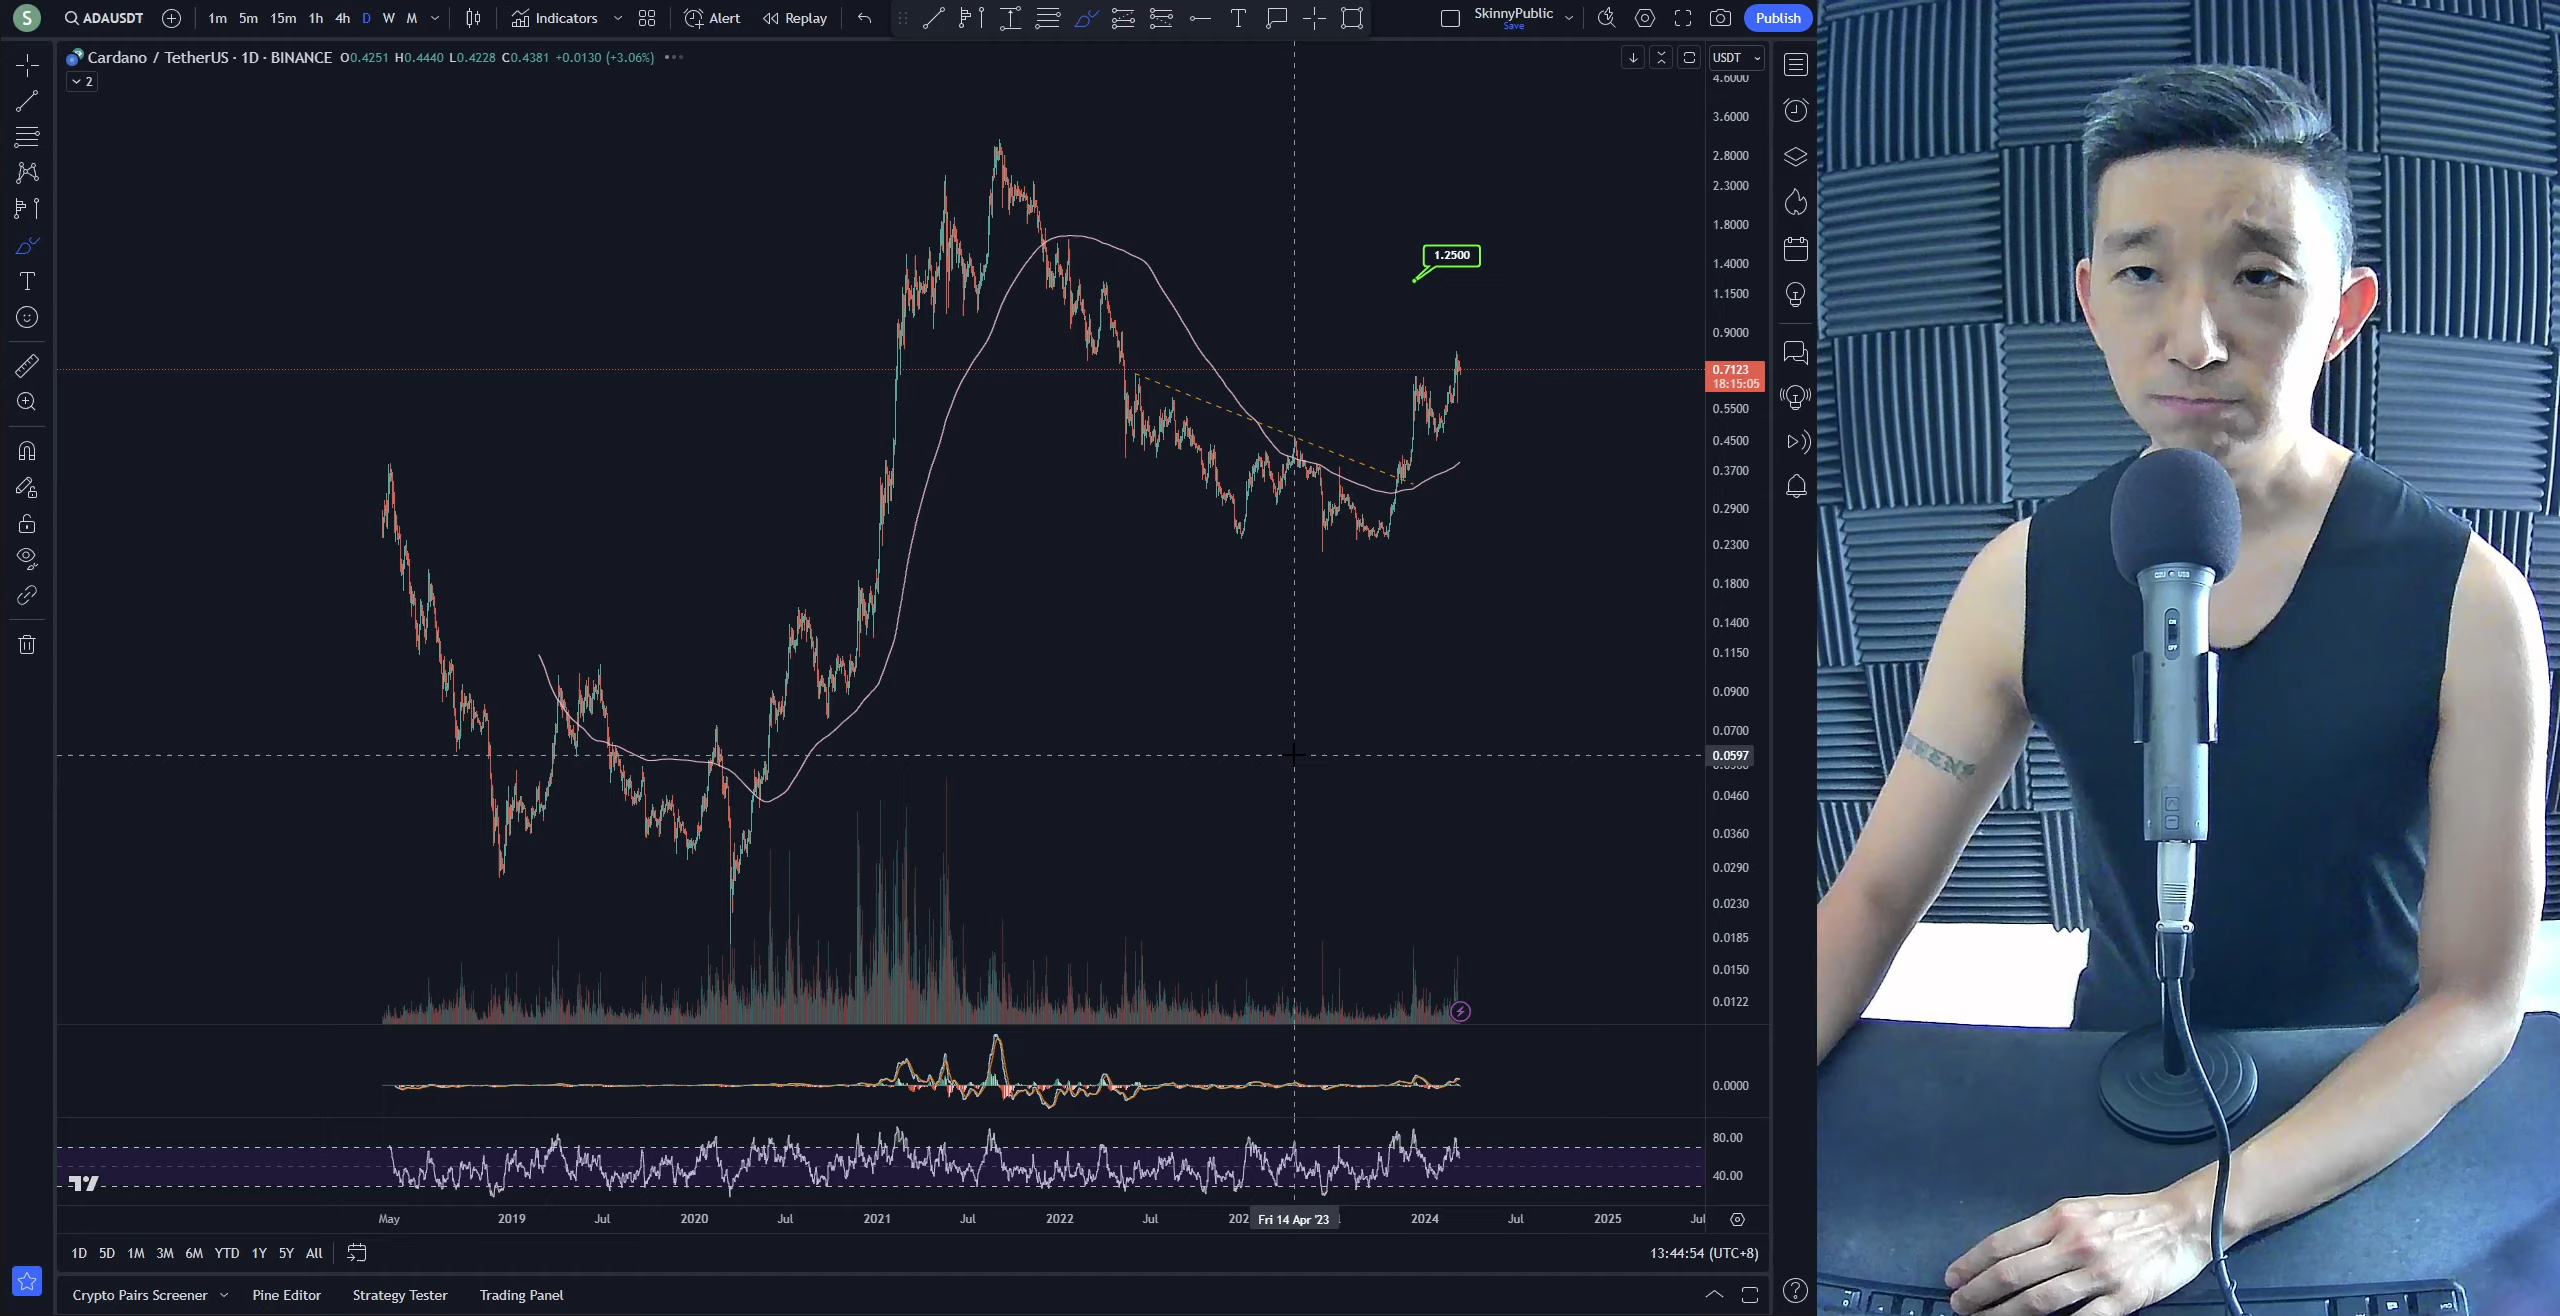 S
ADAUSDT
1m 5m 15m 1h 4h D W M
Indicators
Alert
Replay
SkinnyPublic
Save
Publish
Cardano / TetherUS · 1D · BINANCE O0.4251 H0.4440 L0.4228 C0.4381 +0.0130 (+3.06%)
2
USDT
4.6000
3.6000
2.8000
2.3000
1.8000
1.4000
1.1500
0.9000
0.7123
18:15:05
0.5500
0.4500
0.3700
0.2900
0.2300
0.1800
0.1400
0.1150
0.0900
0.0700
0.0597
0.0460
0.0360
0.0290
0.0230
0.0185
0.0150
0.0122
1.2500
0.0000
80.00
40.00
May 2019 Jul 2020 Jul 2021 Jul 2022 Jul 202 Fri 14 Apr '23 2024 Jul 2025 Jul
1D 5D 1M 3M 6M YTD 1Y 5Y All
13:44:54 (UTC+8)
Crypto Pairs Screener Pine Editor Strategy Tester Trading Panel